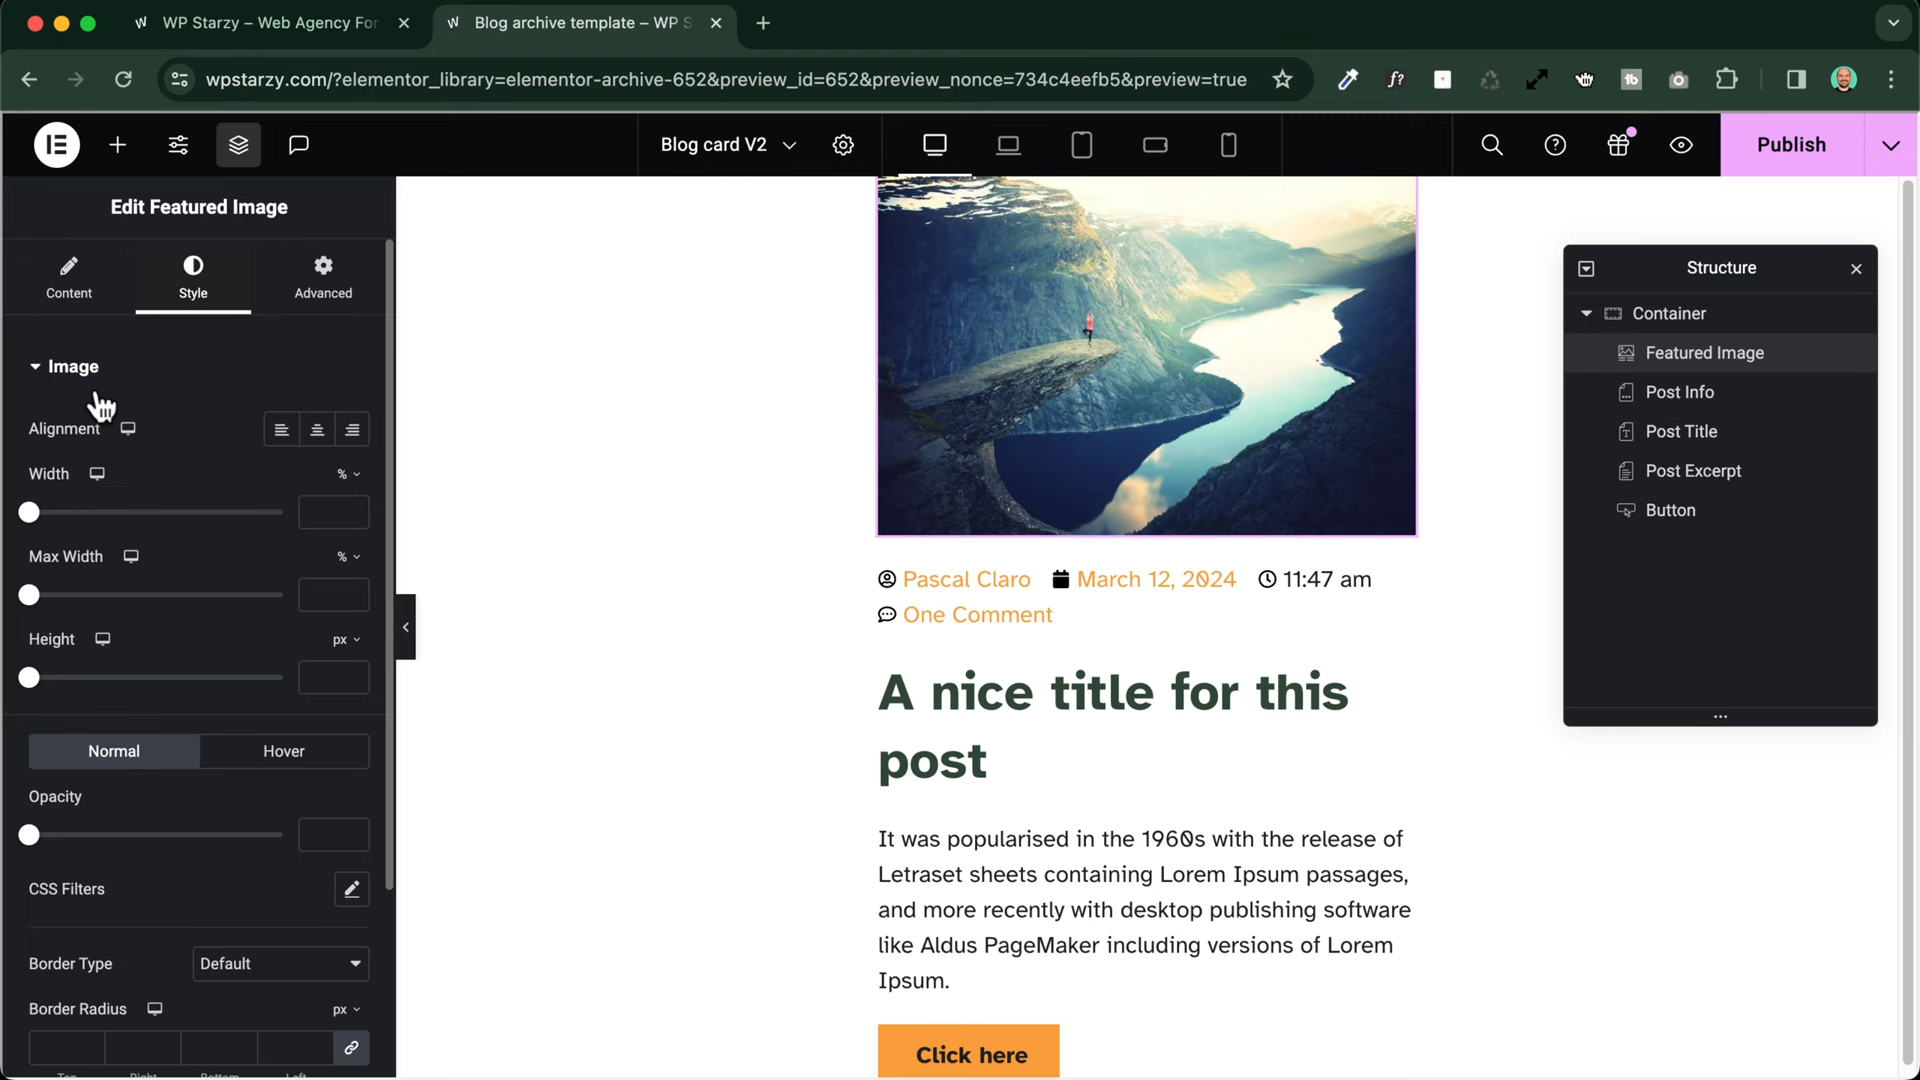 WP Starzy – Web Agency For
Blog archive template – WP S
wpstarzy.com/?elementor_library=elementor-archive-652&preview_id=652&preview_nonce=734c4eefb5&preview=true
Blog card V2
Publish
Edit Featured Image
Content
Style
Advanced
Image
Alignment
Width
%
Max Width
%
Height
px
Normal
Hover
Opacity
CSS Filters
Border Type
Default
Border Radius
px
Top Right Bottom Left
Pascal Claro March 12, 2024 11:47 am
One Comment
A nice title for this
post
It was popularised in the 1960s with the release of
Letraset sheets containing Lorem Ipsum passages,
and more recently with desktop publishing software
like Aldus PageMaker including versions of Lorem
Ipsum.
Click here
Structure
Container
Featured Image
Post Info
Post Title
Post Excerpt
Button